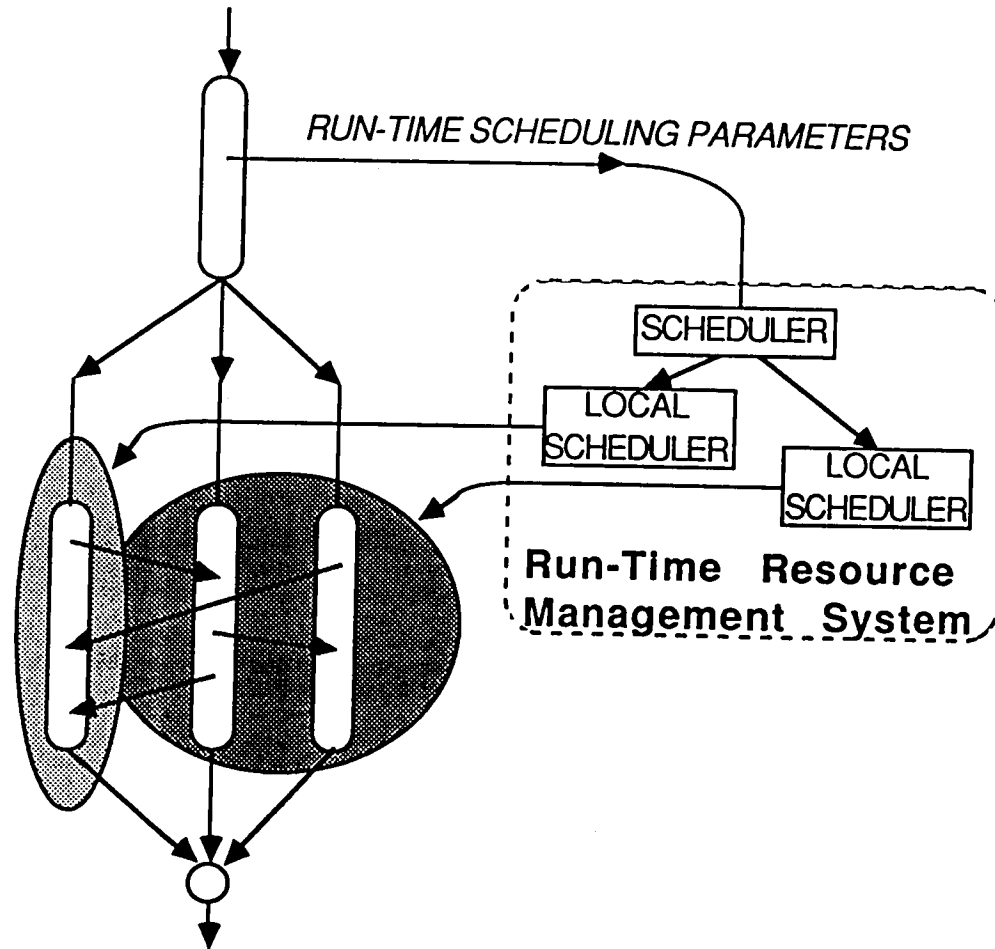 RUN-TIME SCHEDULING PARAMETERS
SCHEDULER
LOCAL
SCHEDULER
LOCAL
SCHEDULER
Run-Time Resource
Management System